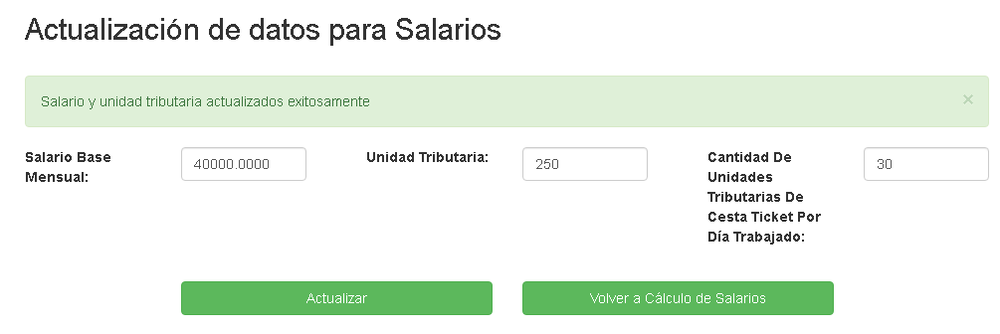 Actualización de datos para Salarios
Salario y unidad tributaria actualizados exitosamente ×
Salario Base
Mensual:
40000.0000
Unidad Tributaria:
250
Cantidad De
Unidades
Tributarias De
Cesta Ticket Por
Día Trabajado:
30
Actualizar
Volver a Cálculo de Salarios